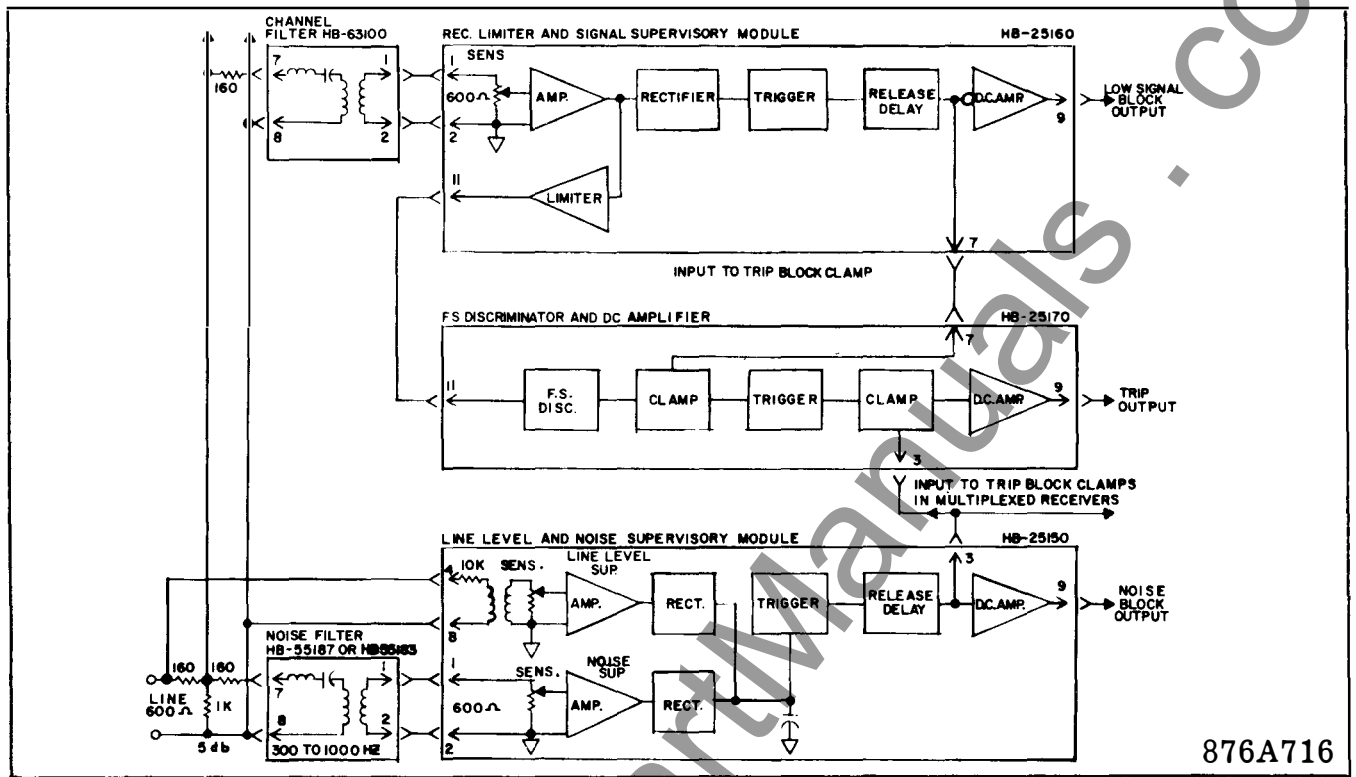 CHANNEL
FILTER HB-63100
REC. LIMITER AND SIGNAL SUPERVISORY MODULE
HB-25160
7
160
8
1
2
1
SENS
600Ω
2
AMP.
RECTIFIER
TRIGGER
RELEASE
DELAY
D.C.AMP.
9
LOW SIGNAL
BLOCK
OUTPUT
11
LIMITER
7
INPUT TO TRIP BLOCK CLAMP
FS DISCRIMINATOR AND DC AMPLIFIER
HB-25170
7
11
F.S.
DISC.
CLAMP
TRIGGER
CLAMP
D.C.AMP.
9
TRIP
OUTPUT
3
INPUT TO TRIP BLOCK CLAMPS
IN MULTIPLEXED RECEIVERS
LINE LEVEL AND NOISE SUPERVISORY MODULE
HB-25150
10K
SENS.
LINE LEVEL
SUP.
8
AMP.
RECT.
TRIGGER
RELEASE
DELAY
3
D.C.AMP.
9
NOISE
BLOCK
OUTPUT
NOISE FILTER
HB-55187 OR HB55183
160
160
LINE
600Ω
1K
5 db
7
8
1
2
300 TO 1000 HZ
1
SENS.
600Ω
2
NOISE
SUP
AMP.
RECT.
876A716